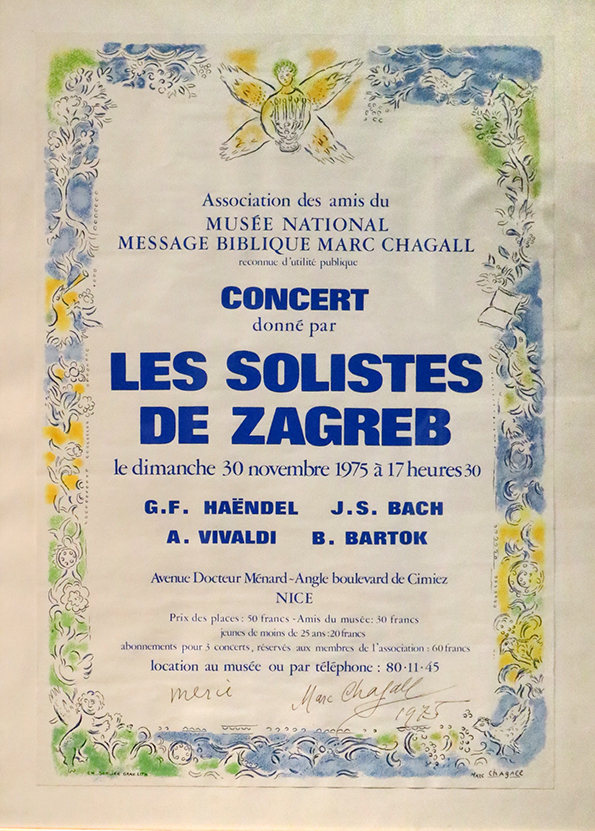 Association des amis du
MUSÉE NATIONAL
MESSAGE BIBLIQUE MARC CHAGALL
reconnue d'utilité publique
CONCERT
donné par
LES SOLISTES
DE ZAGREB
le dimanche 30 novembre 1975 à 17 heures 30
G.F. HAËNDEL J.S. BACH
A. VIVALDI B. BARTOK
Avenue Docteur Ménard-Angle boulevard de Cimiez
NICE
Prix des places: 50 francs - Amis du musée: 30 francs
jeunes de moins de 25 ans: 20 francs
abonnements pour 3 concerts, réservés aux membres de l'association : 60 francs
location au musée ou par téléphone : 80·11·45
merci Marc Chagall
1975
CH. SORLIER GRAV. LITH.
Marc Chagall